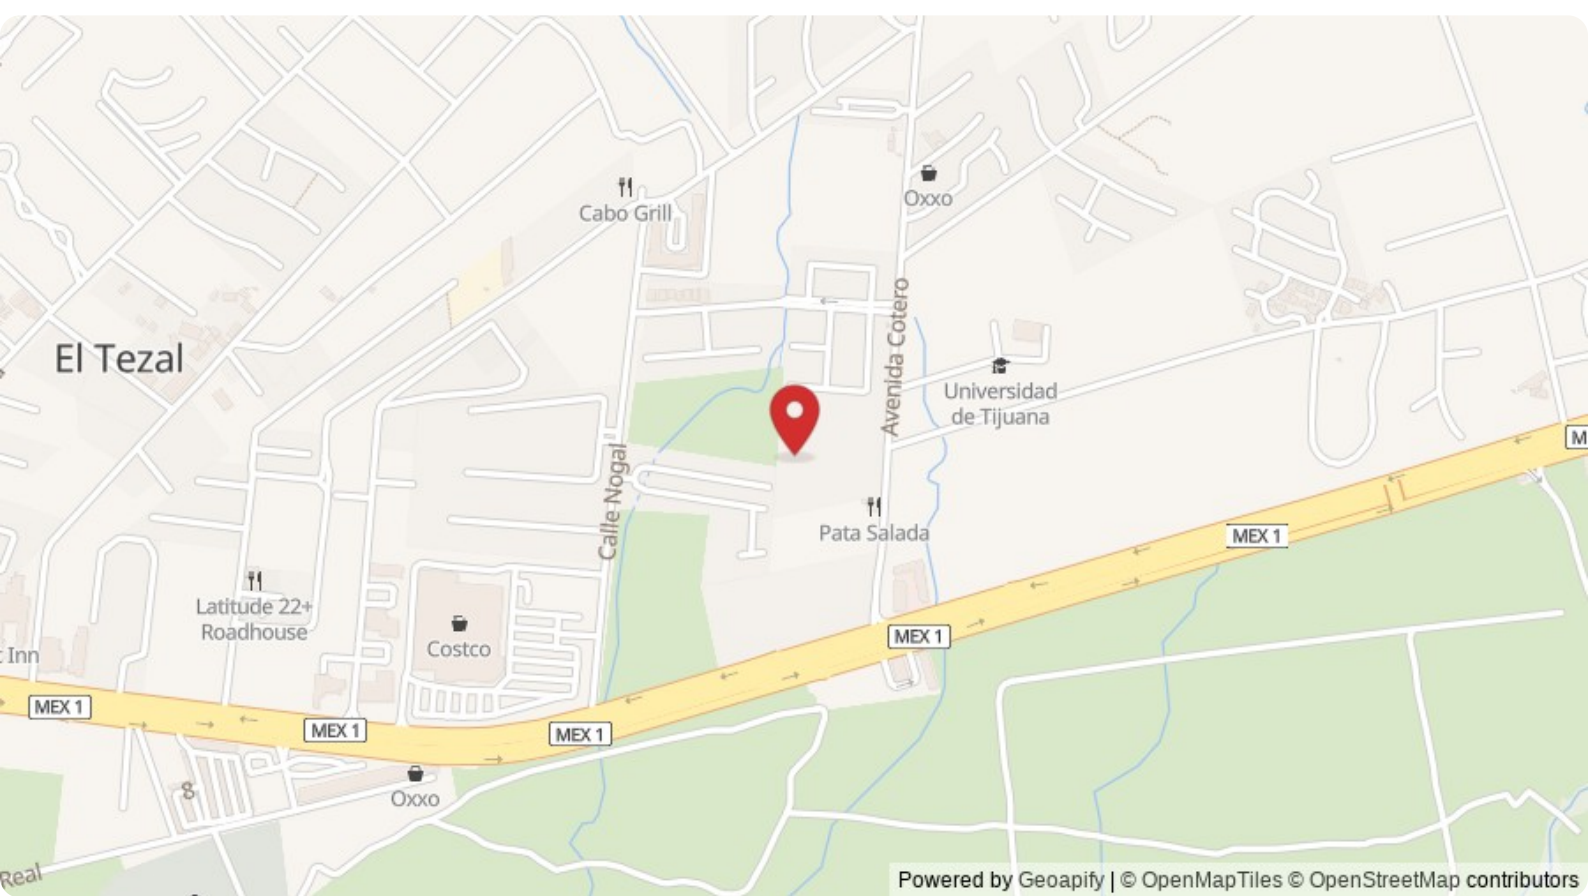 Cabo Grill
Oxxo
El Tezal
Avenida Cotero
Universidad
de Tijuana
M
Calle Nogal
Pata Salada
MEX 1
Latitude 22+
Roadhouse
Costco
Inn
MEX 1
MEX 1
MEX 1
MEX 1
8
Oxxo
Real
Powered by Geoapify | © OpenMapTiles © OpenStreetMap contributors